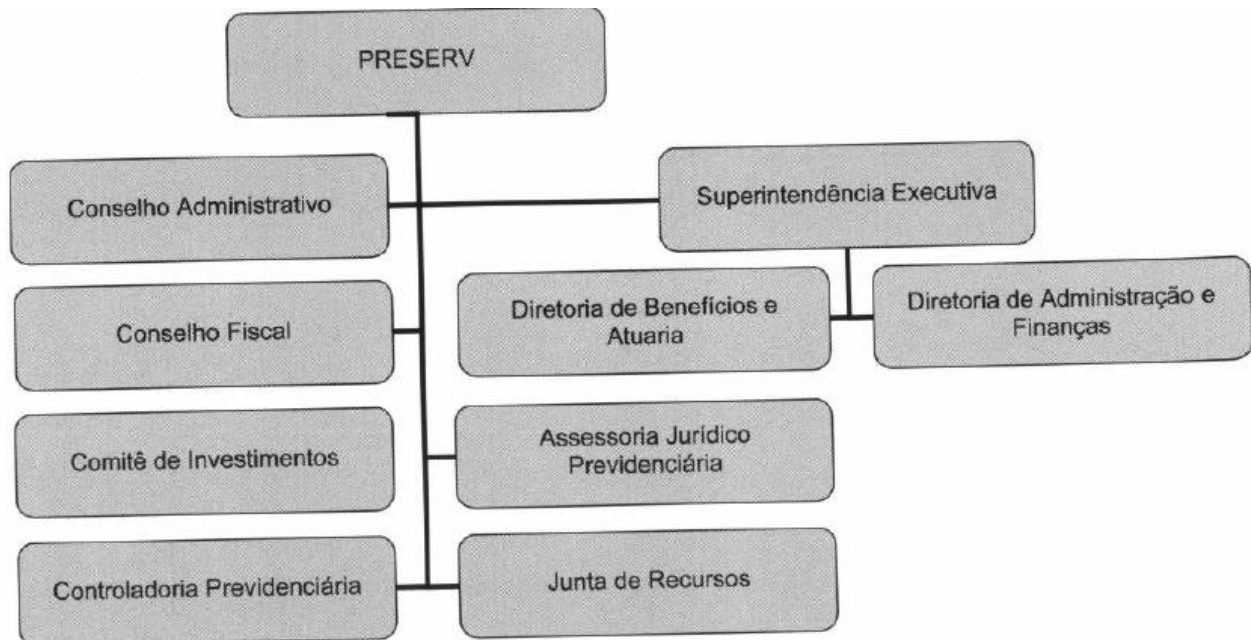 PRESERV
Conselho Administrativo
Superintendência Executiva
Conselho Fiscal
Diretoria de Benefícios e
Atuaria
Diretoria de Administração e
Finanças
Comitê de Investimentos
Assessoria Jurídico
Previdenciária
Controladoria Previdenciária
Junta de Recursos